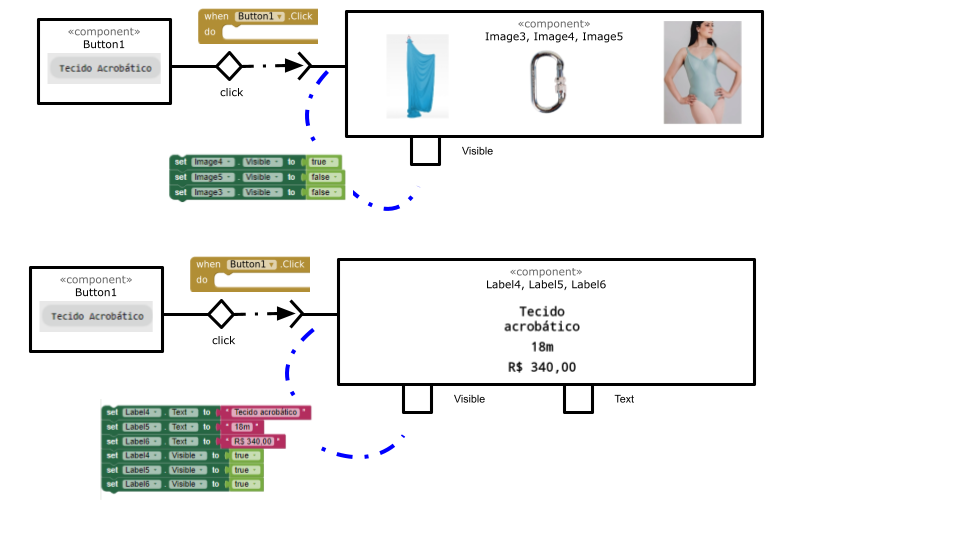 when Button1 .Click
do
«component»
Button1
Tecido Acrobático
click
«component»
Image3, Image4, Image5
Visible
set Image4 . Visible to true
set Image5 . Visible to false
set Image3 . Visible to false
when Button1 .Click
do
«component»
Button1
Tecido Acrobático
click
«component»
Label4, Label5, Label6
Tecido
acrobático
18m
R$ 340,00
Visible
Text
set Label4 . Text to " Tecido acrobático "
set Label5 . Text to " 18m "
set Label6 . Text to " R$ 340,00 "
set Label4 . Visible to true
set Label5 . Visible to true
set Label6 . Visible to true